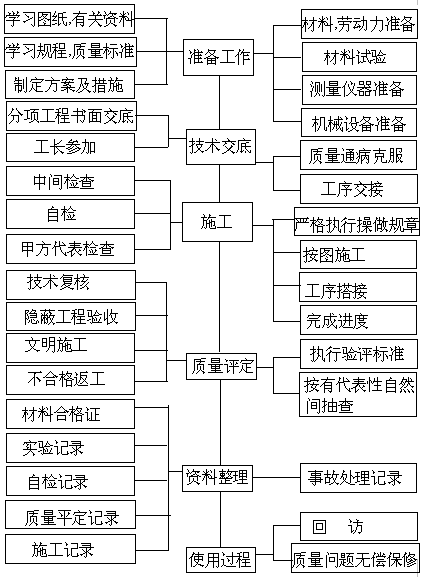 学习图纸,有关资料
学习规程,质量标准
制定方案及措施
准备工作
材料,劳动力准备
材料试验
测量仪器准备
机械设备准备
分项工程书面交底
工长参加
技术交底
质量通病克服
工序交接
中间检查
自检
甲方代表检查
施工
严格执行操做规章
按图施工
工序搭接
完成进度
技术复核
隐蔽工程验收
文明施工
不合格返工
质量评定
执行验评标准
按有代表性自然
间抽查
材料合格证
实验记录
自检记录
质量平定记录
施工记录
资料整理
事故处理记录
使用过程
回 访
质量问题无偿保修